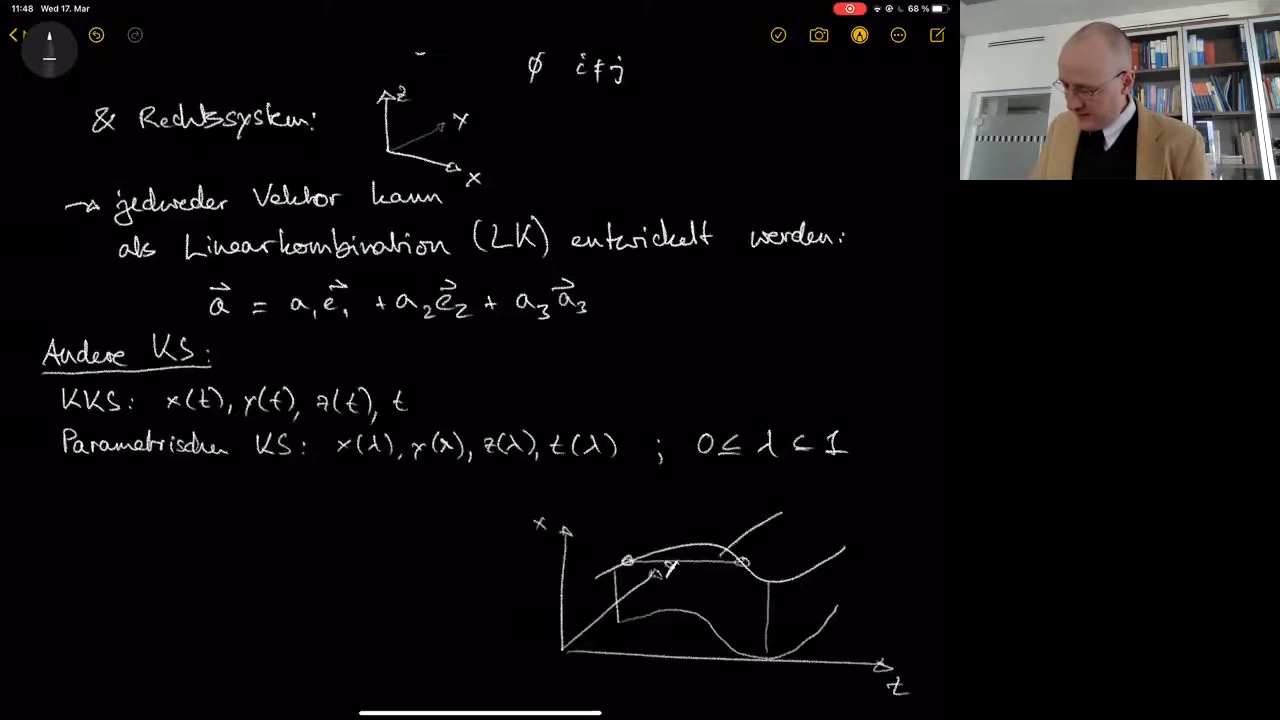 11:48 Wed 17. Mar 68 %
∅ i≠j
& Rechtssystem:
z
y
x
→ jedweder Vektor kann
als Linearkombination (LK) entwickelt werden:
a⃗ = a₁e⃗₁ + a₂e⃗₂ + a₃a⃗₃
Andere KS:
KKS: x(t), y(t), z(t), t
Parametrischen KS: x(λ), y(λ), z(λ), t(λ) ; 0 ≤ λ ≤ 1
x
y